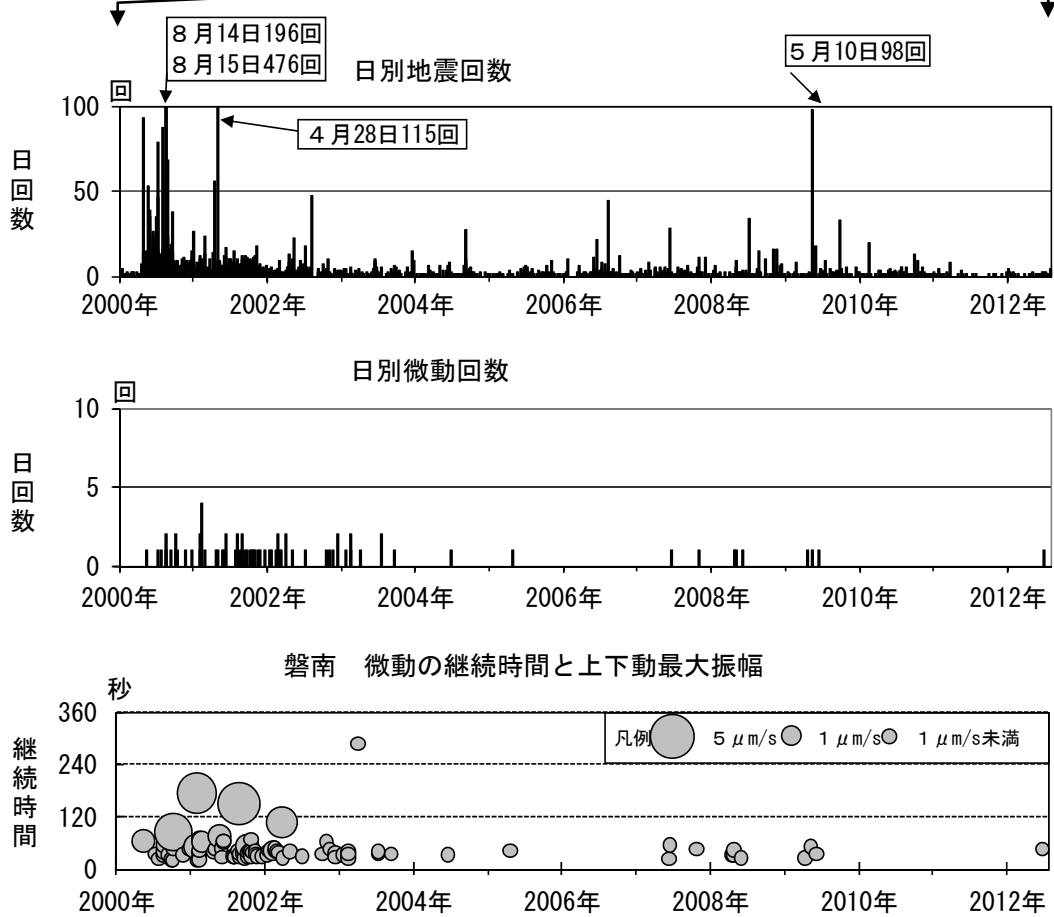 8月14日196回
8月15日476回
5月10日98回
日別地震回数
回
4月28日115回
日回数
100
50
0
2000年 2002年 2004年 2006年 2008年 2010年 2012年
日別微動回数
回
日回数
10
5
0
2000年 2002年 2004年 2006年 2008年 2010年 2012年
磐南 微動の継続時間と上下動最大振幅
秒
継続時間
360
240
120
0
凡例 5μm/s 1μm/s 1μm/s未満
2000年 2002年 2004年 2006年 2008年 2010年 2012年